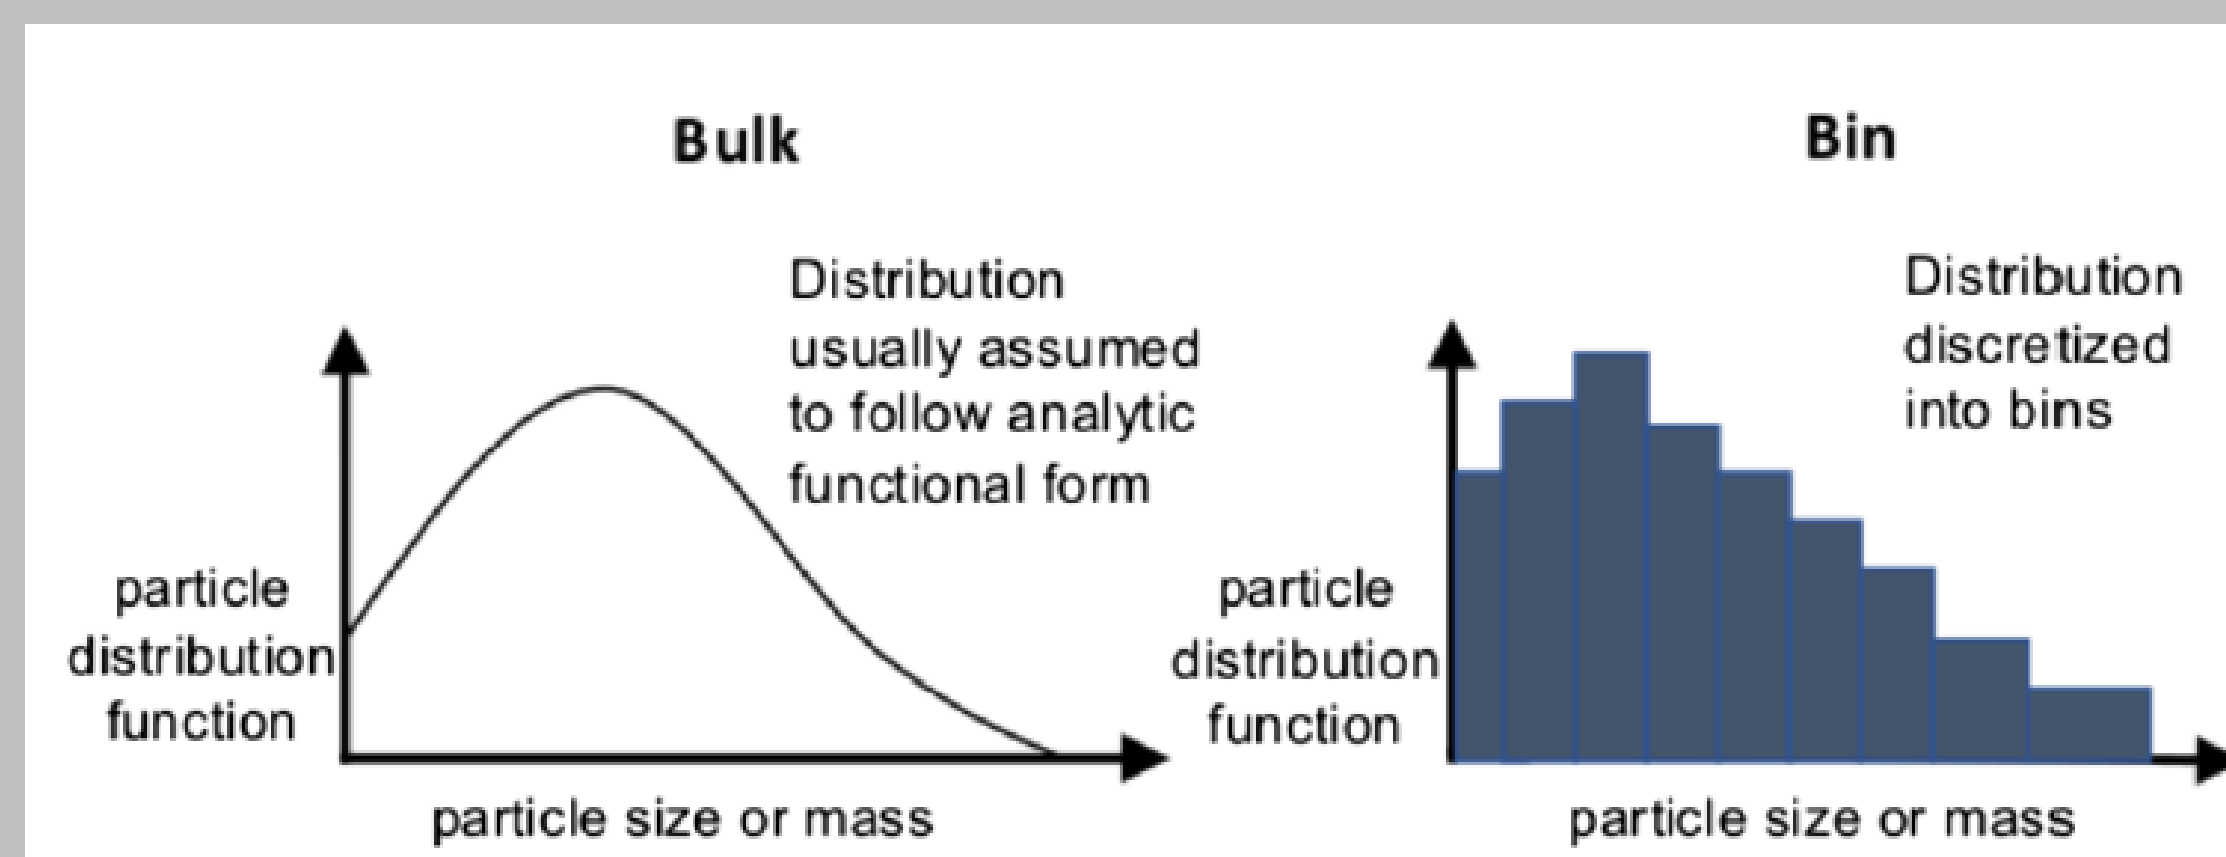 Bulk
Distribution
usually assumed
to follow analytic
functional form
particle
distribution
function
particle size or mass
Bin
Distribution
discretized
into bins
particle
distribution
function
particle size or mass